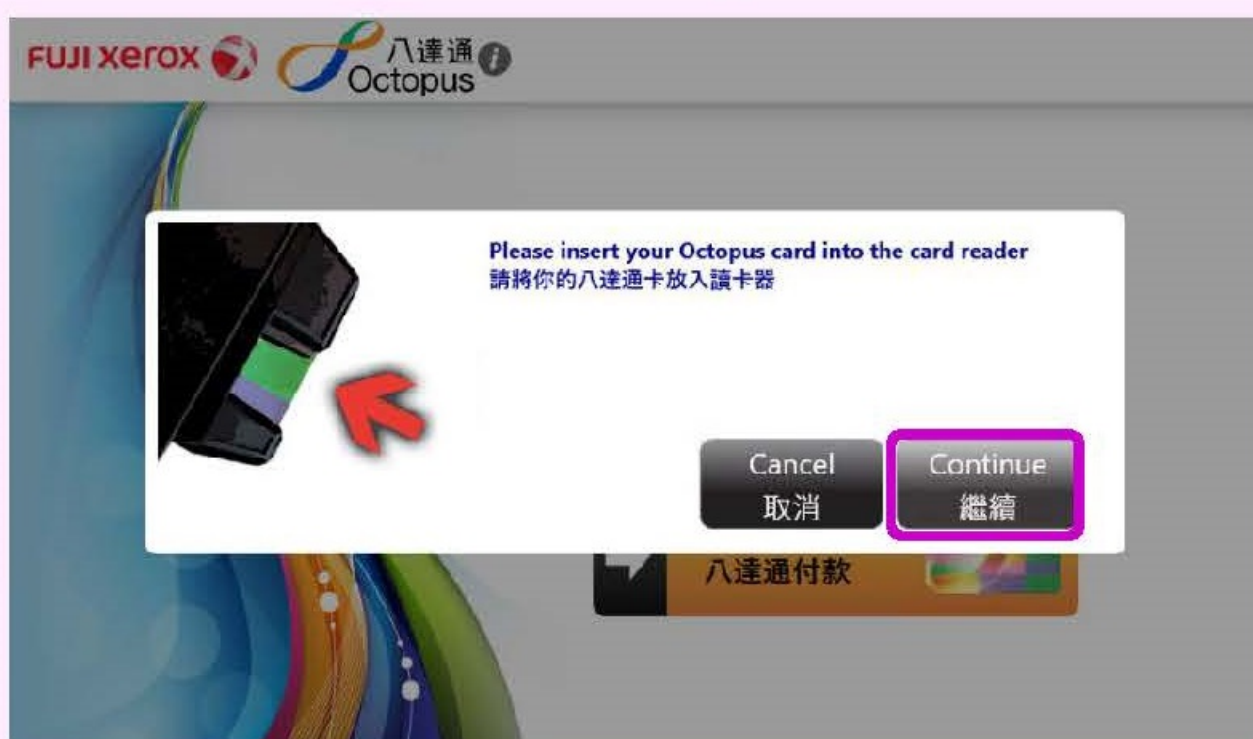 FUJI xerox
八達通
Octopus
i
Please insert your Octopus card into the card reader
請將你的八達通卡放入讀卡器
Cancel
取消
Continue
繼續
八達通付款